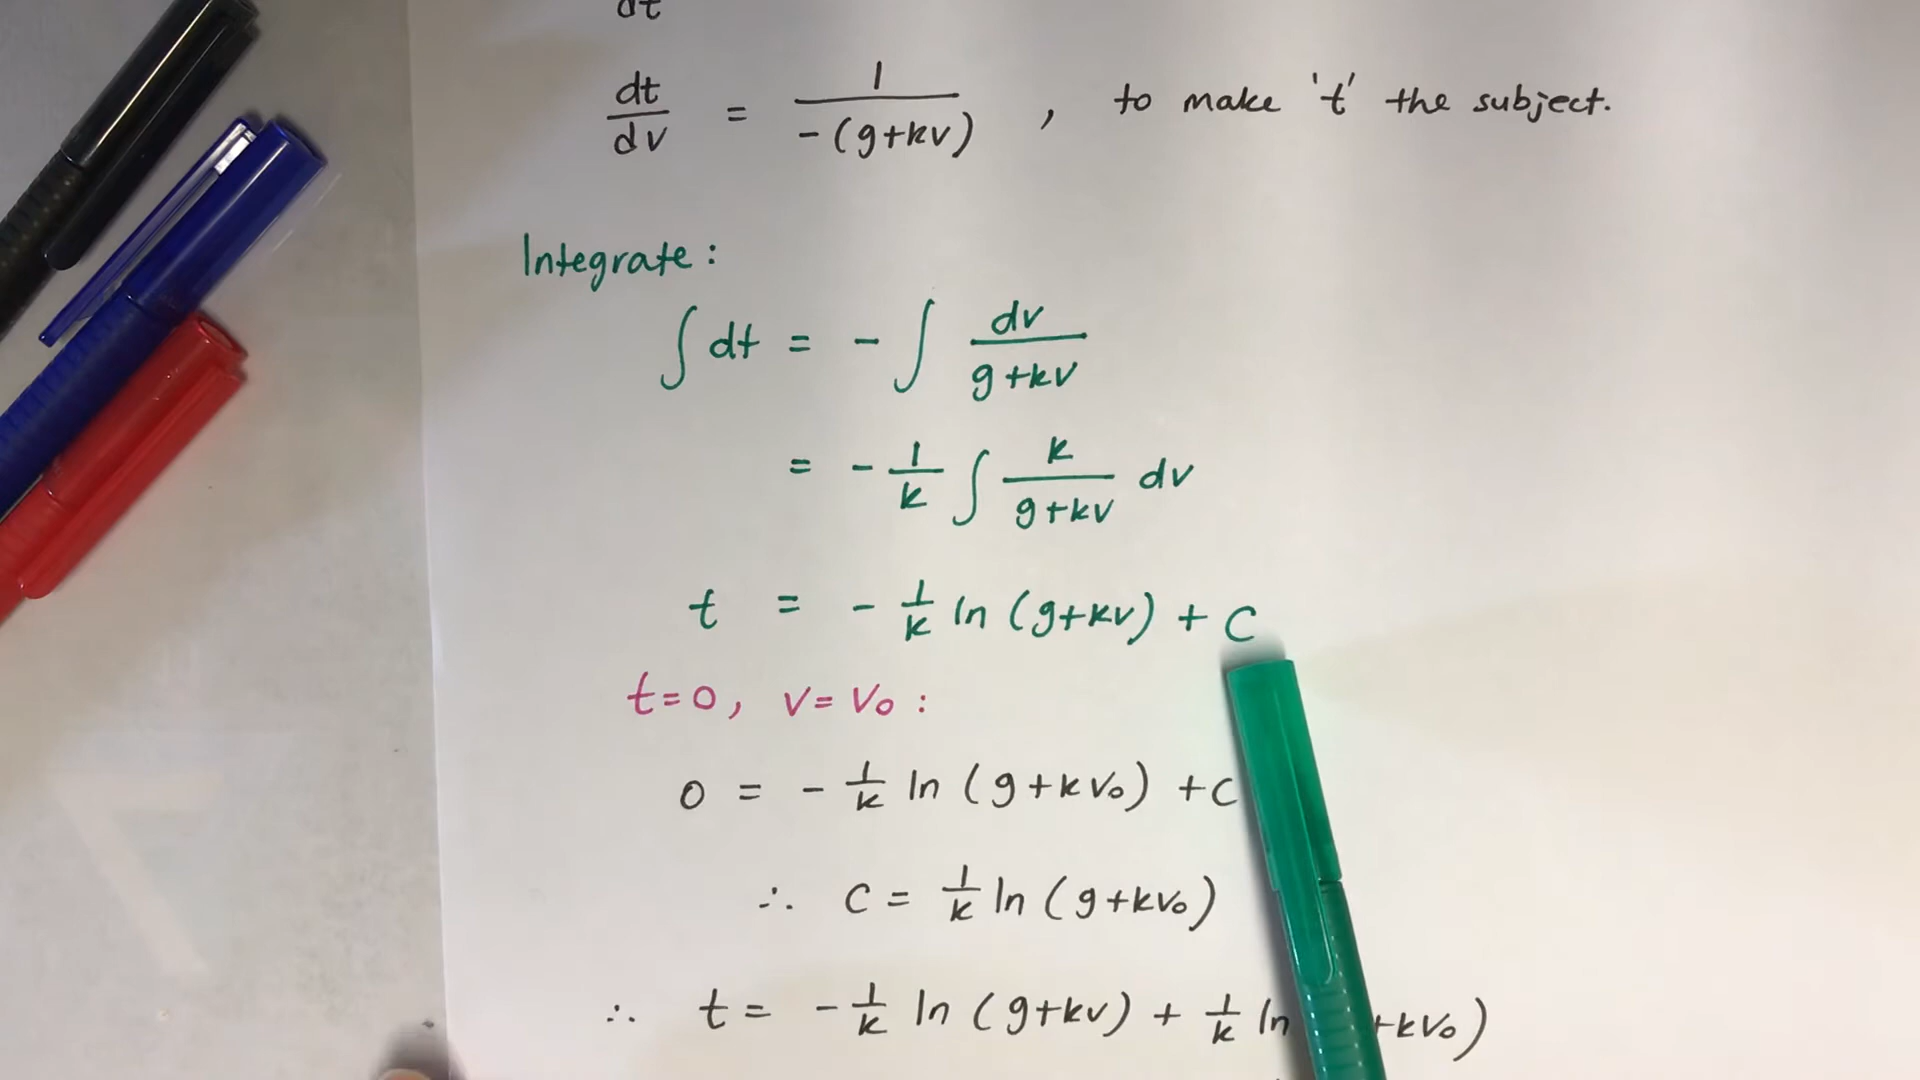 dt
dt/dv = 1/-(g+kv) , to make 't' the subject.
Integrate:
∫ dt = - ∫ dv/g+kv
= - 1/k ∫ k/g+kv dv
t = - 1/k ln (g+kv) + C
t=0, v=v₀ :
0 = - 1/k ln (g+kv₀) +C
∴ C = 1/k ln (g+kv₀)
∴ t = - 1/k ln (g+kv) + 1/k ln +kv₀)